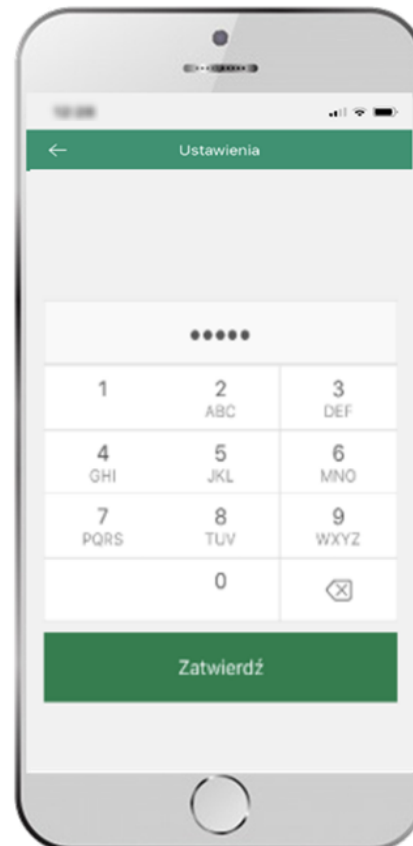 Ustawienia
•••••
1 2 3
ABC DEF
4 5 6
GHI JKL MNO
7 8 9
PQRS TUV WXYZ
0
Zatwierdź